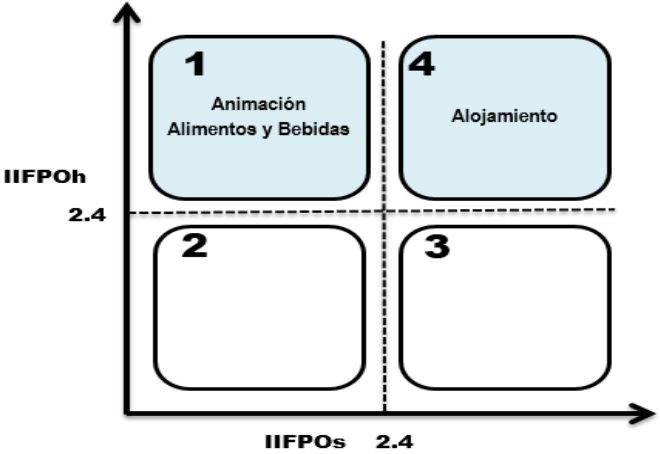 1
Animación
Alimentos y Bebidas
4
Alojamiento
IIFPOh
2.4
2
3
IIFPOs 2.4